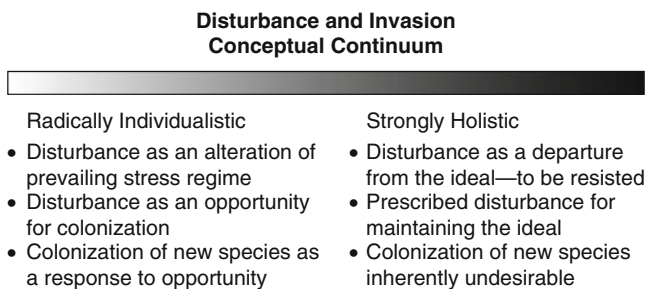 Disturbance and Invasion
Conceptual Continuum
Radically Individualistic
• Disturbance as an alteration of
prevailing stress regime
• Disturbance as an opportunity
for colonization
• Colonization of new species as
a response to opportunity
Strongly Holistic
• Disturbance as a departure
from the ideal—to be resisted
• Prescribed disturbance for
maintaining the ideal
• Colonization of new species
inherently undesirable